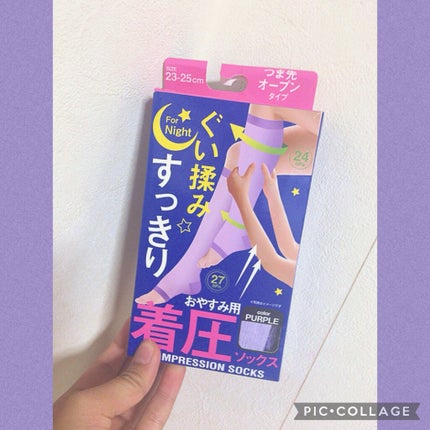 SIZE
23-25cm
つま先
オープン
タイプ
For
Night
ぐい揉み
すっきり
24
27
おやすみ用
着圧
ソックス
color
PURPLE
MPRESSION SOCKS
PIC•COLLAGE